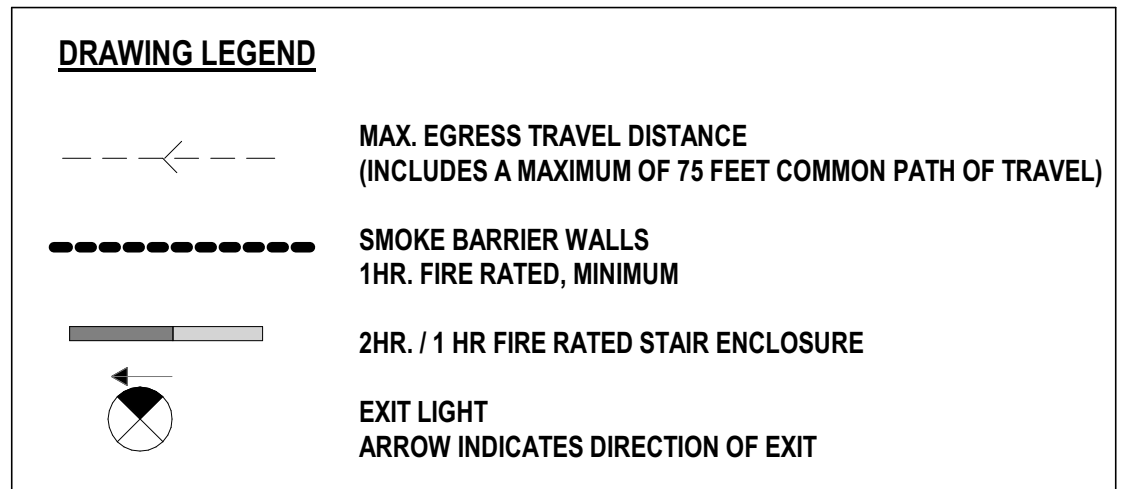 DRAWING LEGEND
MAX. EGRESS TRAVEL DISTANCE
(INCLUDES A MAXIMUM OF 75 FEET COMMON PATH OF TRAVEL)
SMOKE BARRIER WALLS
1HR. FIRE RATED, MINIMUM
2HR. / 1 HR FIRE RATED STAIR ENCLOSURE
EXIT LIGHT
ARROW INDICATES DIRECTION OF EXIT